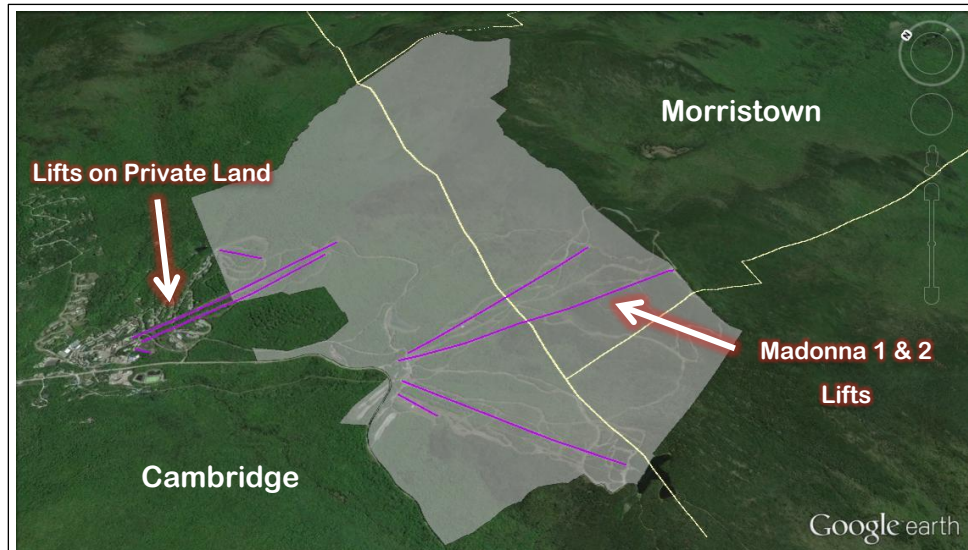 N
Morristown
Lifts on Private Land
Madonna 1 & 2
Lifts
Cambridge
Google earth